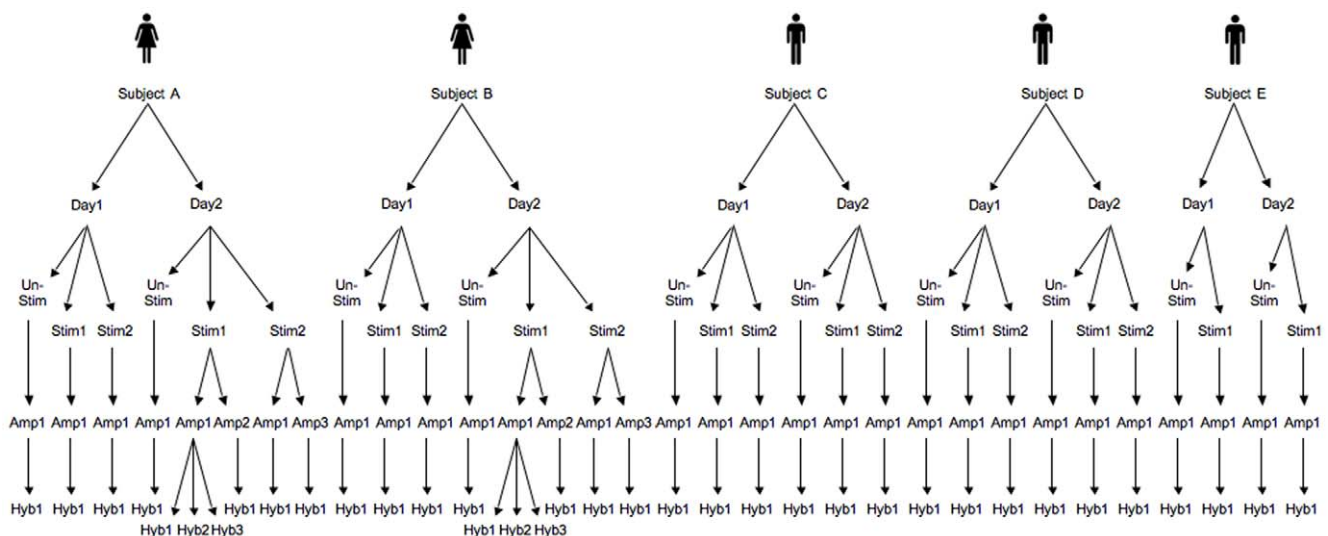 Subject A Subject B Subject C Subject D Subject E
Day1 Day2 Day1 Day2 Day1 Day2 Day1 Day2 Day1 Day2
Un- Un- Un- Un- Un- Un- Un- Un- Un- Un-
Stim Stim Stim Stim Stim Stim Stim Stim Stim Stim
Stim1 Stim2 Stim1 Stim2 Stim1 Stim2 Stim1 Stim2 Stim1 Stim2 Stim1 Stim2 Stim1 Stim2 Stim1 Stim2 Stim1 Stim1
Amp1 Amp1 Amp1 Amp1 Amp1 Amp2 Amp1 Amp3 Amp1 Amp1 Amp1 Amp1 Amp1 Amp2 Amp1 Amp3 Amp1 Amp1 Amp1 Amp1 Amp1 Amp1 Amp1 Amp1 Amp1 Amp1 Amp1 Amp1 Amp1 Amp1 Amp1 Amp1
Hyb1 Hyb1 Hyb1 Hyb1 Hyb1 Hyb1 Hyb1 Hyb1 Hyb1 Hyb1 Hyb1 Hyb1 Hyb1 Hyb1 Hyb1 Hyb1 Hyb1 Hyb1 Hyb1 Hyb1 Hyb1 Hyb1 Hyb1 Hyb1 Hyb1 Hyb1 Hyb1 Hyb1 Hyb1 Hyb1
Hyb1 Hyb2 Hyb3 Hyb1 Hyb2 Hyb3